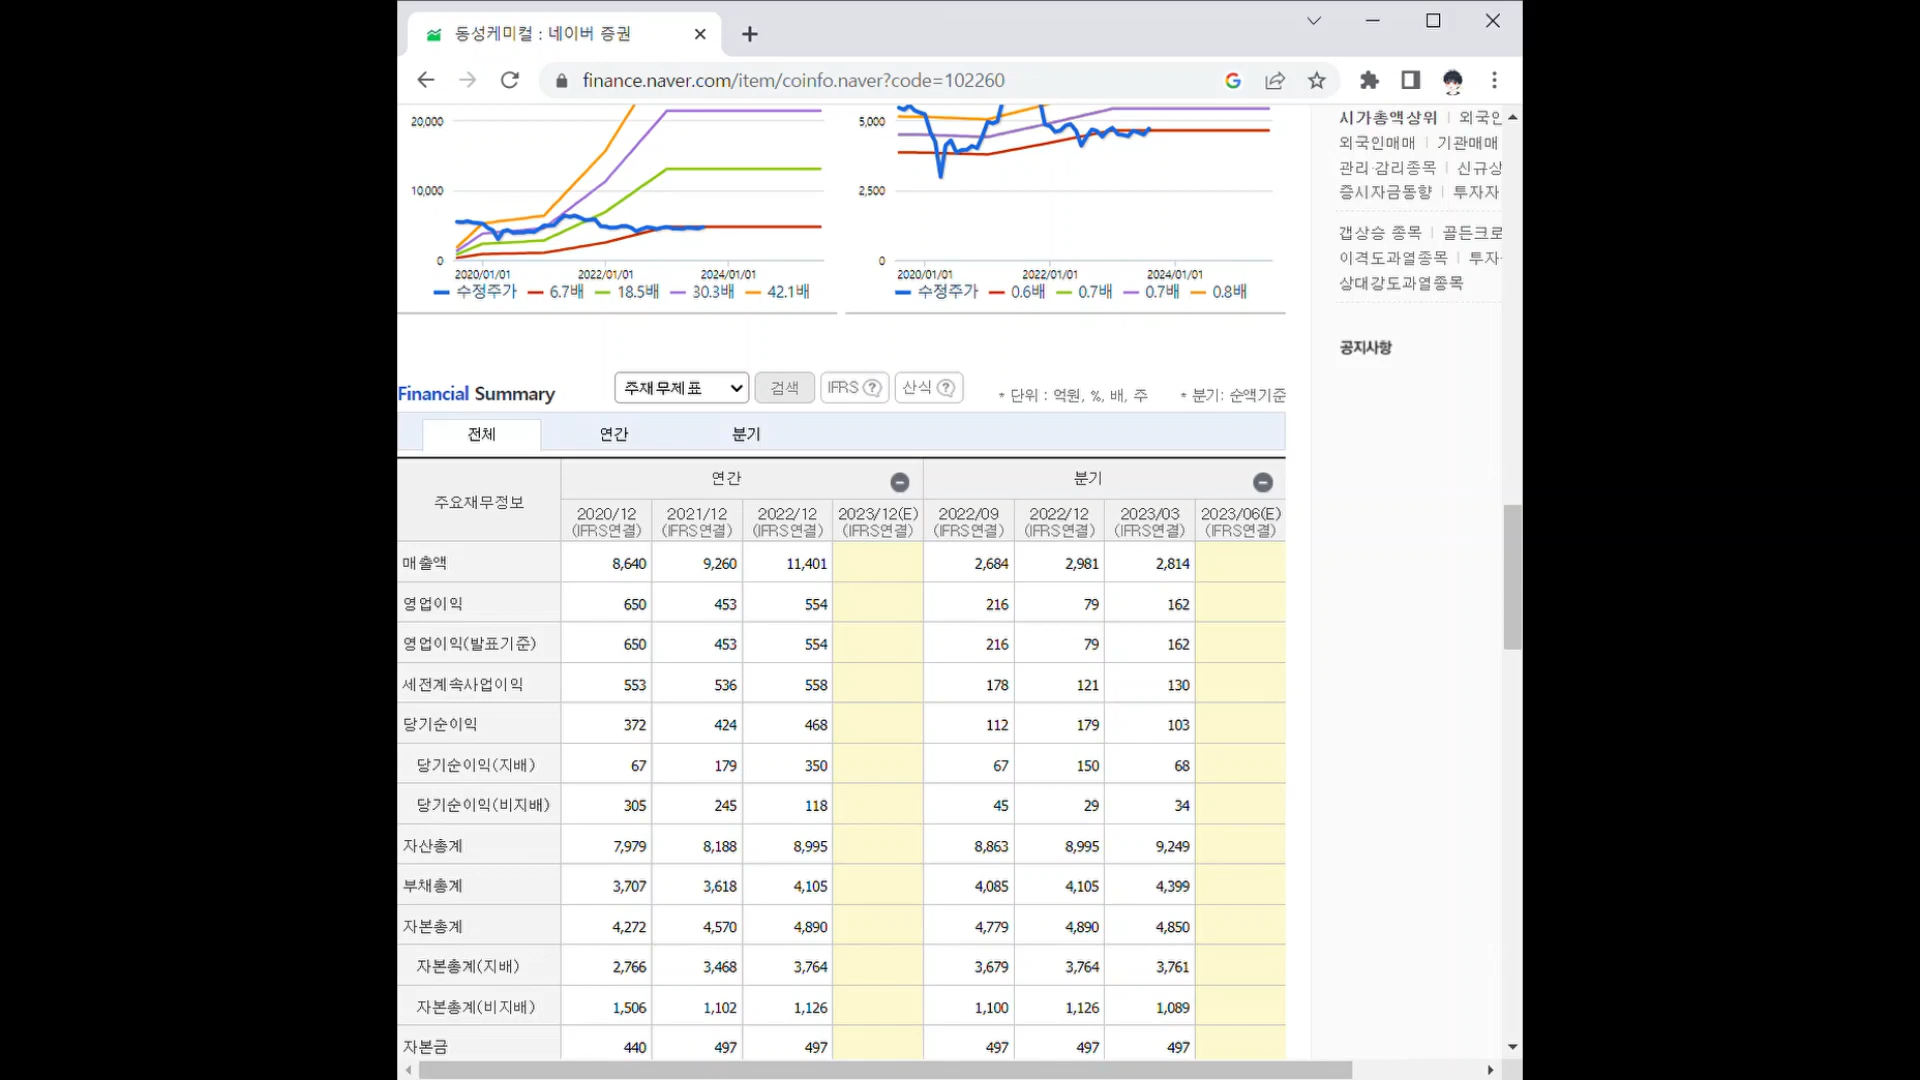 동성케미컬 : 네이버 증권
finance.naver.com/item/coinfo.naver?code=102260
20,000
10,000
0
2020/01/01 2022/01/01 2024/01/01
수정주가 6.7배 18.5배 30.3배 42.1배
5,000
2,500
0
2020/01/01 2022/01/01 2024/01/01
수정주가 0.6배 0.7배 0.7배 0.8배
시가총액상위 외국인
외국인매매 기관매매
관리·감리종목 신규상
증시자금동향 투자자
갭상승 종목 골든크로
이격도과열종목 투자
상대강도과열종목
공지사항
Financial Summary 주재무제표 검색 IFRS ? 산식 ? * 단위 : 억원, %, 배, 주 * 분기: 순액기준
전체 연간 분기
주요재무정보 연간 분기
2020/12 2021/12 2022/12 2023/12(E) 2022/09 2022/12 2023/03 2023/06(E)
(IFRS연결) (IFRS연결) (IFRS연결) (IFRS연결) (IFRS연결) (IFRS연결) (IFRS연결) (IFRS연결)
매출액 8,640 9,260 11,401 2,684 2,981 2,814
영업이익 650 453 554 216 79 162
영업이익(발표기준) 650 453 554 216 79 162
세전계속사업이익 553 536 558 178 121 130
당기순이익 372 424 468 112 179 103
당기순이익(지배) 67 179 350 67 150 68
당기순이익(비지배) 305 245 118 45 29 34
자산총계 7,979 8,188 8,995 8,863 8,995 9,249
부채총계 3,707 3,618 4,105 4,085 4,105 4,399
자본총계 4,272 4,570 4,890 4,779 4,890 4,850
자본총계(지배) 2,766 3,468 3,764 3,679 3,764 3,761
자본총계(비지배) 1,506 1,102 1,126 1,100 1,126 1,089
자본금 440 497 497 497 497 497